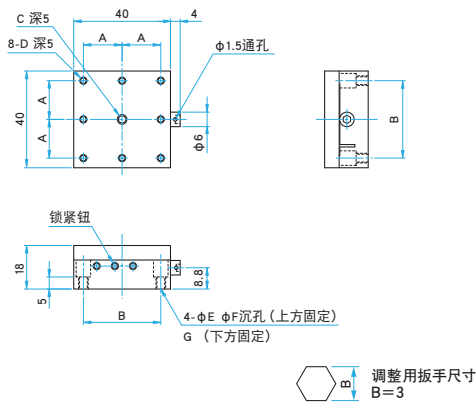 C 深5
40
4
8-D 深5
A
A
φ1.5通孔
A
40
A
φ6
B
锁紧钮
18
5
8.8
B
4-φE φF沉孔 (上方固定)
G (下方固定)
B
调整用扳手尺寸
B=3